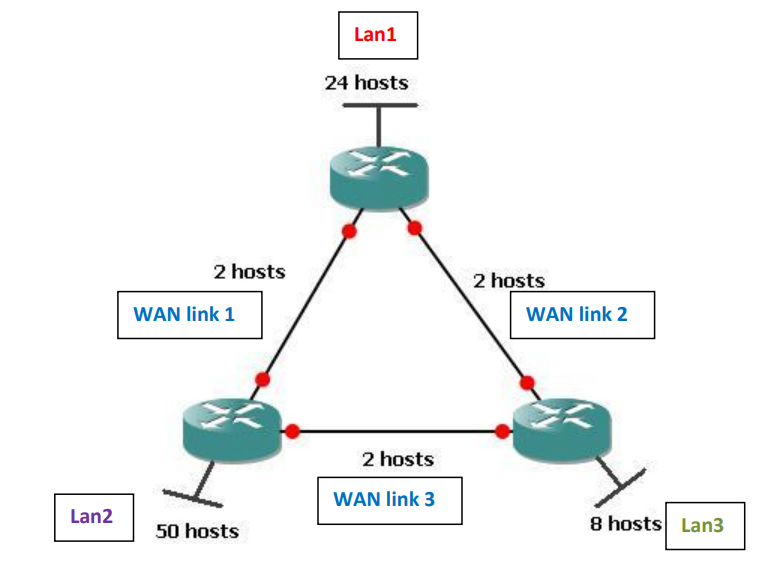 Lan1
24 hosts
2 hosts
2 hosts
WAN link 1
WAN link 2
2 hosts
WAN link 3
Lan2
50 hosts
8 hosts
Lan3